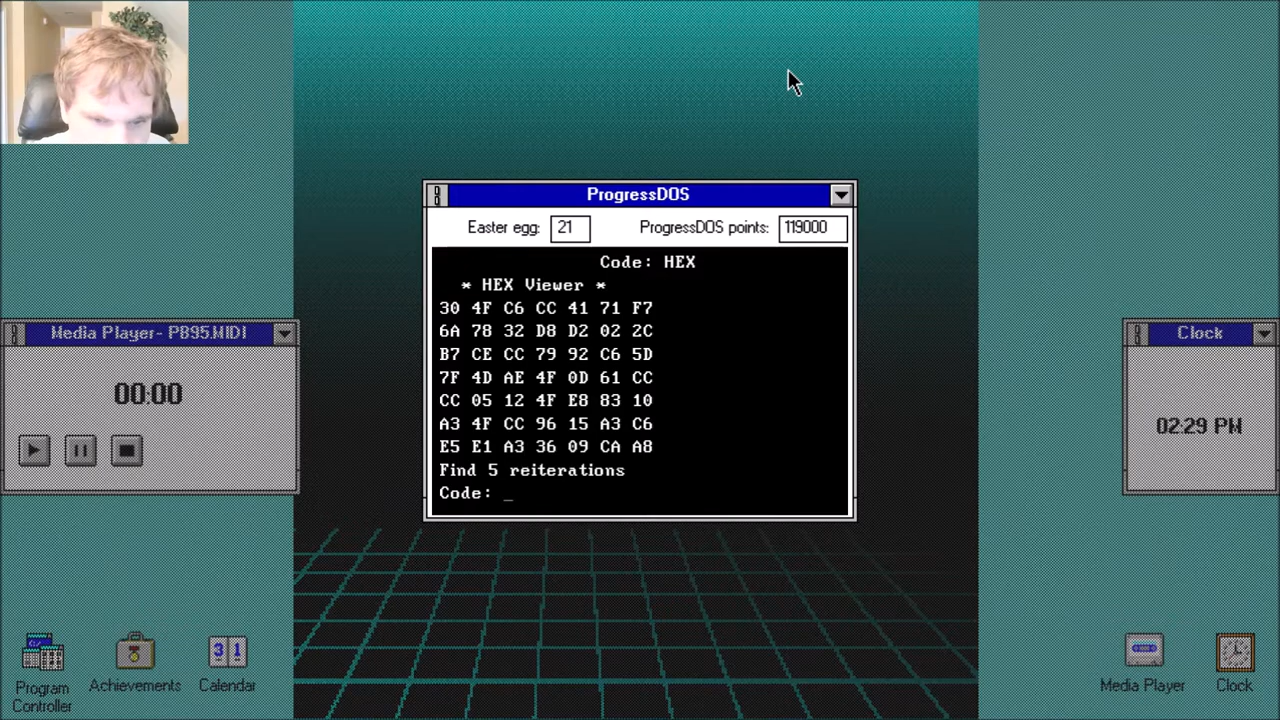 ProgressDOS
Easter egg: 21 ProgressDOS points: 119000
Code: HEX
* HEX Viewer *
30 4F C6 CC 41 71 F7
6A 78 32 D8 D2 02 2C
B7 CE CC 79 92 C6 5D
7F 4D AE 4F 0D 61 CC
CC 05 12 4F E8 83 10
A3 4F CC 96 15 A3 C6
E5 E1 A3 36 09 CA A8
Find 5 reiterations
Code: _
Media Player- PB95.MIDI
00:00
Clock
02:29 PM
Program
Controller
Achievements
31
Calendar
Media Player
Clock